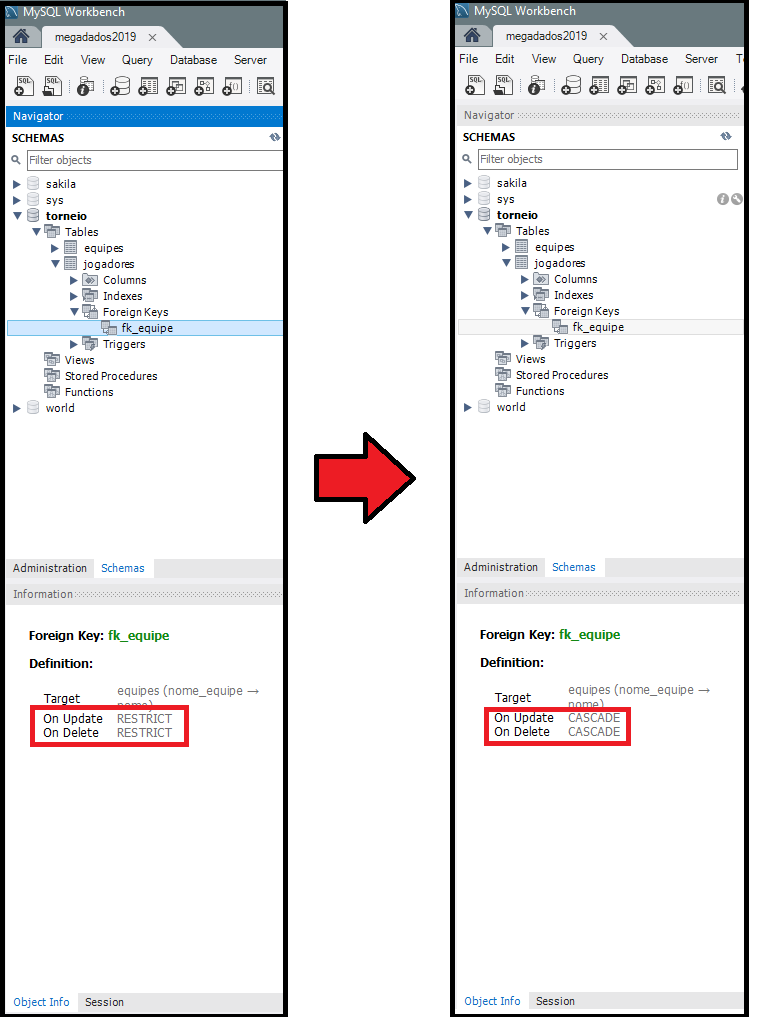 MySQL Workbench
megadados2019
File Edit View Query Database Server
Navigator
SCHEMAS
Filter objects
sakila
sys
torneio
Tables
equipes
jogadores
Columns
Indexes
Foreign Keys
fk_equipe
Triggers
Views
Stored Procedures
Functions
world
Administration Schemas
Information
Foreign Key: fk_equipe
Definition:
Target equipes (nome_equipe →
nome)
On Update RESTRICT
On Delete RESTRICT
Object Info Session
MySQL Workbench
megadados2019
File Edit View Query Database Server T
Navigator
SCHEMAS
Filter objects
sakila
sys
torneio
Tables
equipes
jogadores
Columns
Indexes
Foreign Keys
fk_equipe
Triggers
Views
Stored Procedures
Functions
world
Administration Schemas
Information
Foreign Key: fk_equipe
Definition:
Target equipes (nome_equipe →
nome)
On Update CASCADE
On Delete CASCADE
Object Info Session